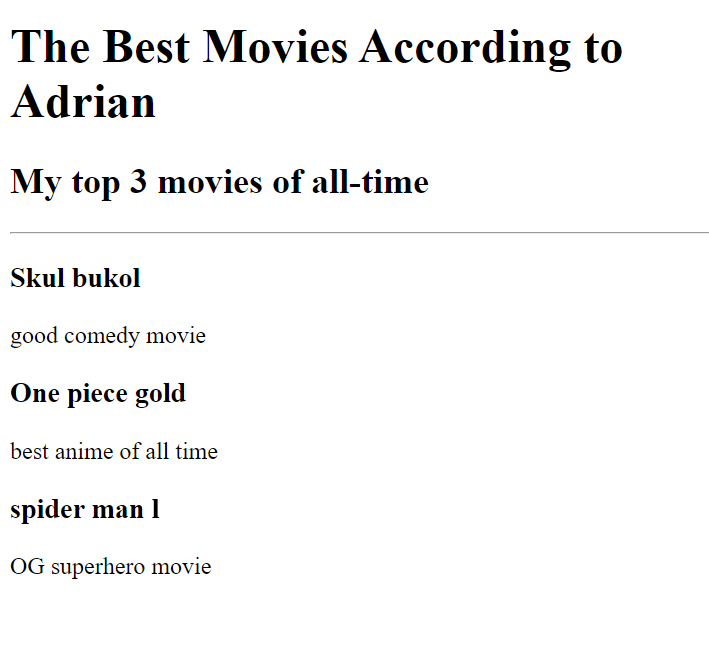 The Best Movies According to
Adrian
My top 3 movies of all-time
Skul bukol
good comedy movie
One piece gold
best anime of all time
spider man l
OG superhero movie